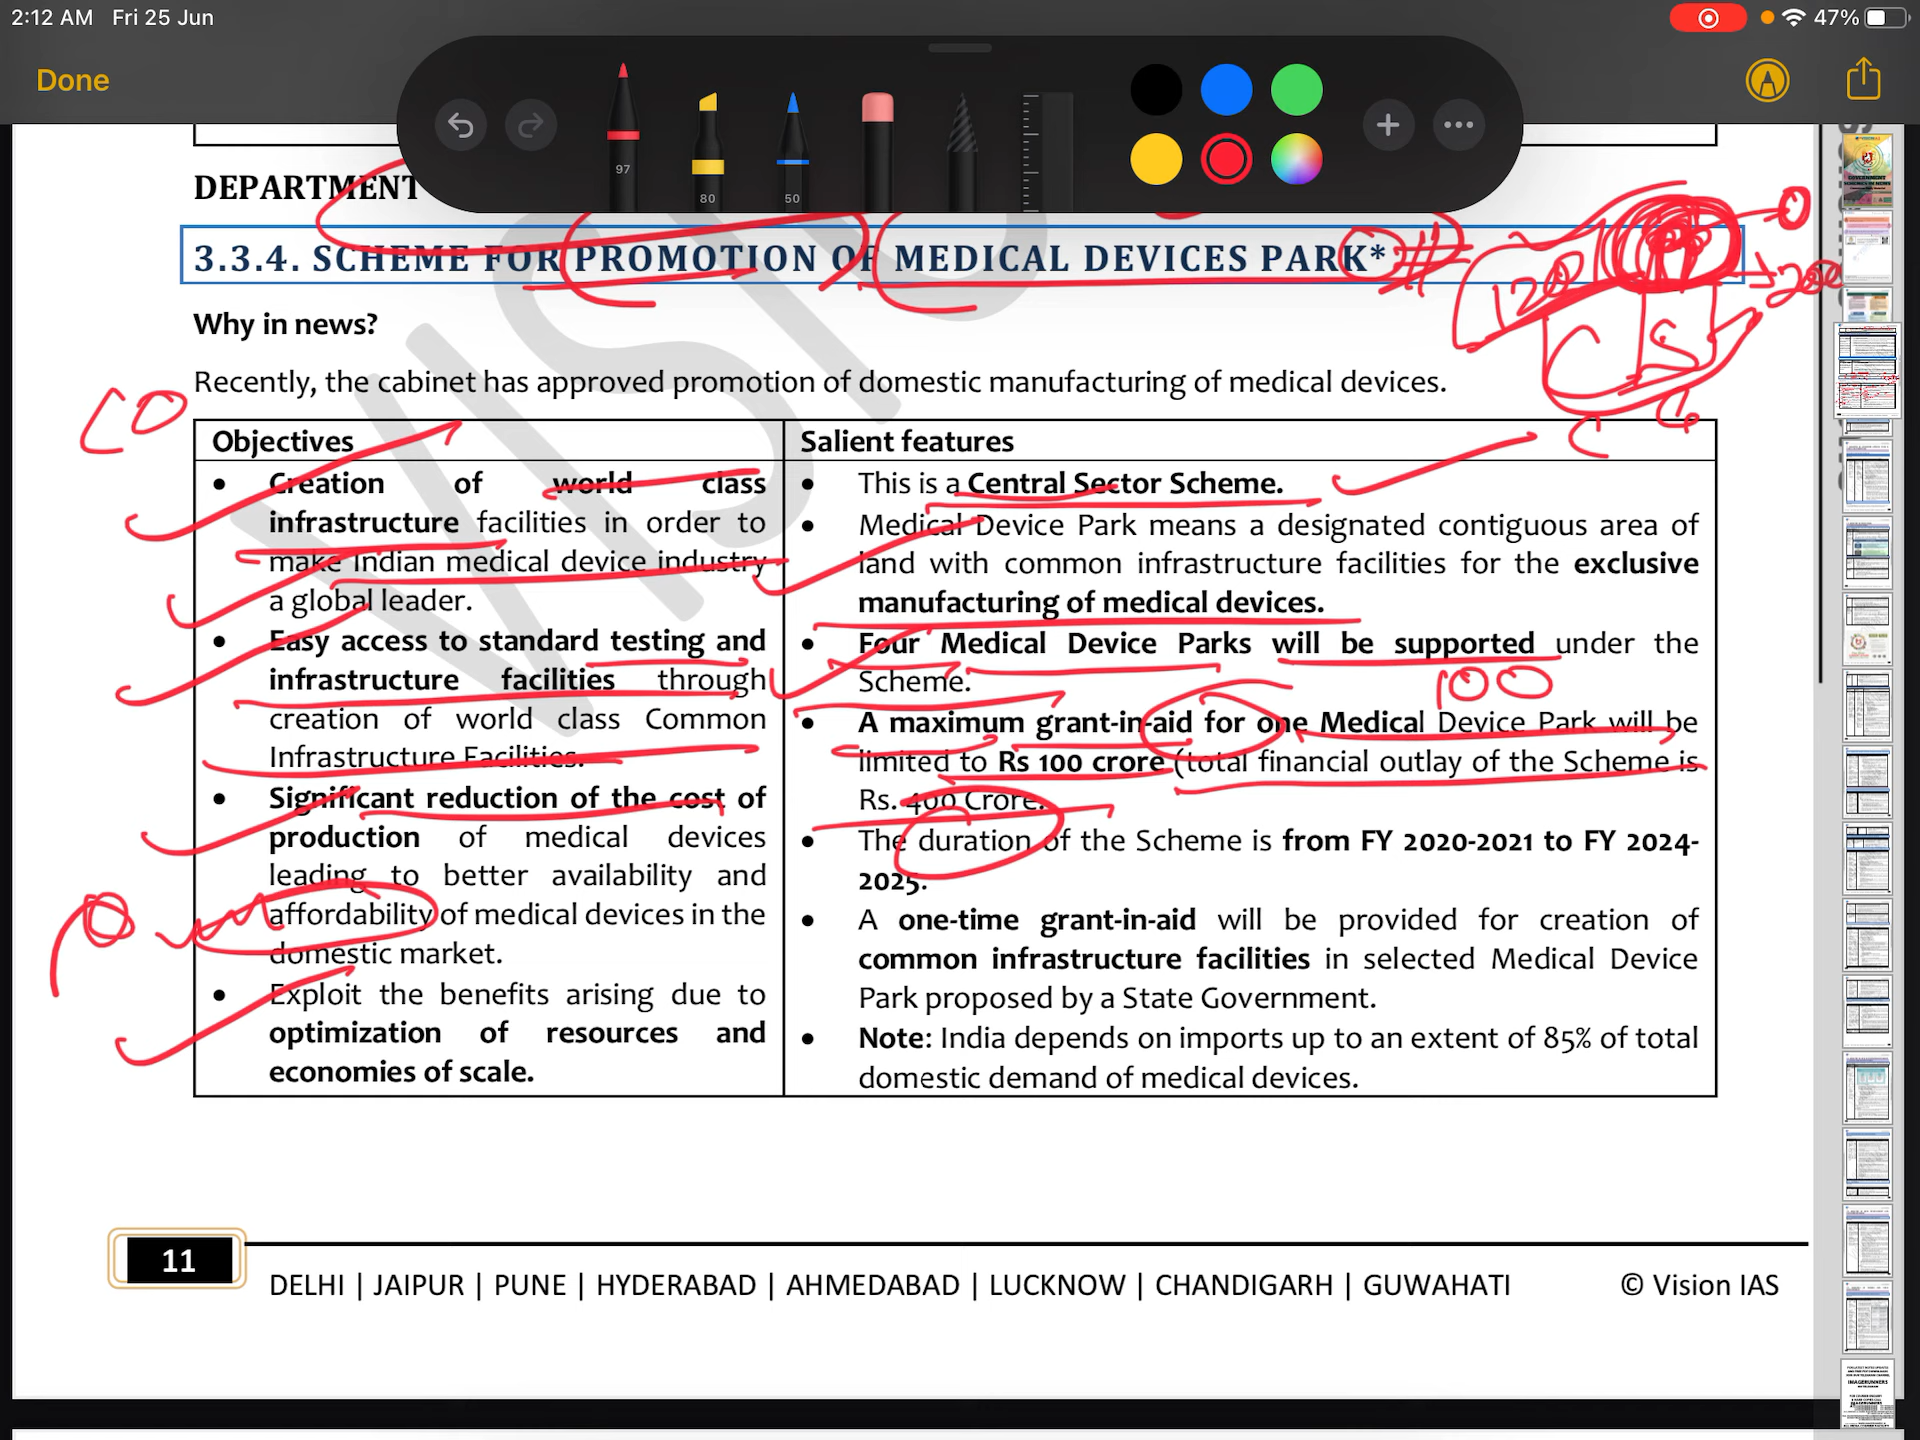 2:12 AM Fri 25 Jun
47%
Done
97
80
50
DEPARTMENT
3.3.4. SCHEME FOR PROMOTION OF MEDICAL DEVICES PARK*#
1200
0
200
C S
C
Why in news?
Recently, the cabinet has approved promotion of domestic manufacturing of medical devices.
Objectives
• Creation of world class
infrastructure facilities in order to
make Indian medical device industry
a global leader.
• Easy access to standard testing and
infrastructure facilities through
creation of world class Common
Infrastructure Facilities.
• Significant reduction of the cost of
production of medical devices
leading to better availability and
affordability of medical devices in the
domestic market.
• Exploit the benefits arising due to
optimization of resources and
economies of scale.
Salient features
• This is a Central Sector Scheme.
• Medical Device Park means a designated contiguous area of
land with common infrastructure facilities for the exclusive
manufacturing of medical devices.
• Four Medical Device Parks will be supported under the
Scheme.
100
• A maximum grant-in-aid for one Medical Device Park will be
limited to Rs 100 crore (total financial outlay of the Scheme is
Rs. 400 Crore.
• The duration of the Scheme is from FY 2020-2021 to FY 2024-
2025.
• A one-time grant-in-aid will be provided for creation of
common infrastructure facilities in selected Medical Device
Park proposed by a State Government.
• Note: India depends on imports up to an extent of 85% of total
domestic demand of medical devices.
11
DELHI | JAIPUR | PUNE | HYDERABAD | AHMEDABAD | LUCKNOW | CHANDIGARH | GUWAHATI
© Vision IAS